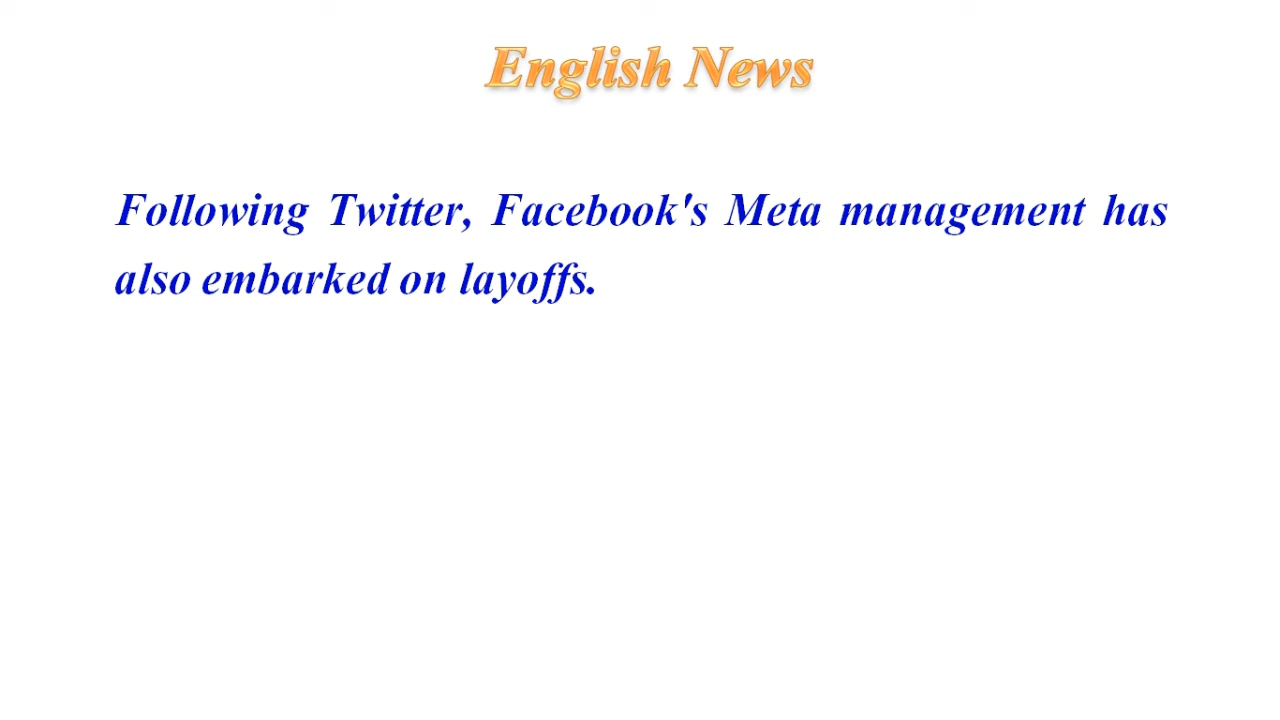 English News
Following Twitter, Facebook's Meta management has
also embarked on layoffs.